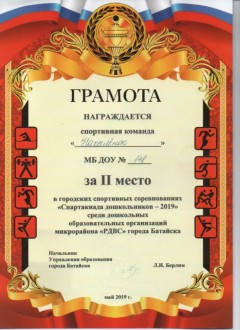 ГРАМОТА
НАГРАЖДАЕТСЯ
спортивная команда
« »
МБ ДОУ №
за II место
в городских спортивных соревнованиях
«Спартакиада дошкольников – 2019»
среди дошкольных
образовательных организаций
микрорайона «РДВС» города Батайска
Начальник
Управления образования
города Батайска Л.И. Берлим
май 2019 г.